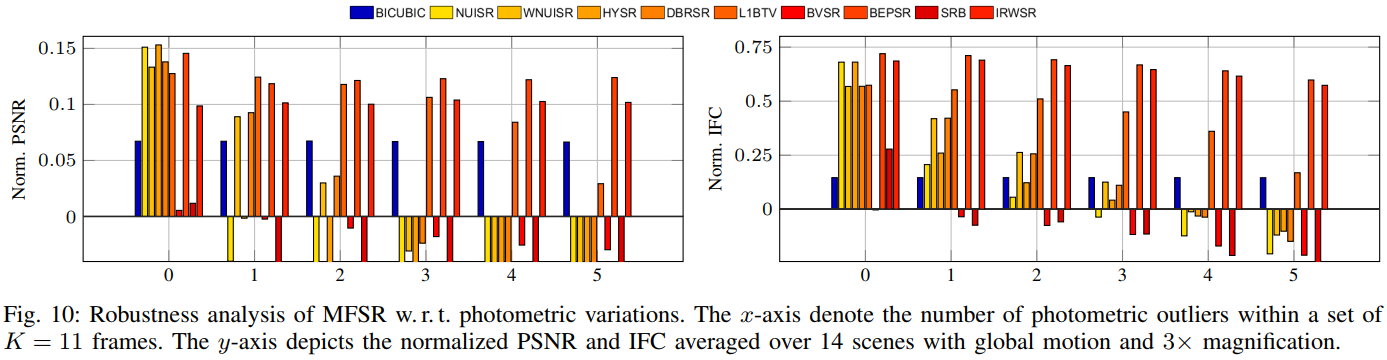 BICUBIC NUISR WNUISR HYSR DBRSR L1BTV BVSR BEPSR SRB IRWSR
0.15
0.1
0.05
0
Norm. PSNR
0 1 2 3 4 5
0.75
0.5
0.25
0
Norm. IFC
0 1 2 3 4 5
Fig. 10: Robustness analysis of MFSR w. r. t. photometric variations. The x-axis denote the number of photometric outliers within a set of
K = 11 frames. The y-axis depicts the normalized PSNR and IFC averaged over 14 scenes with global motion and 3× magnification.